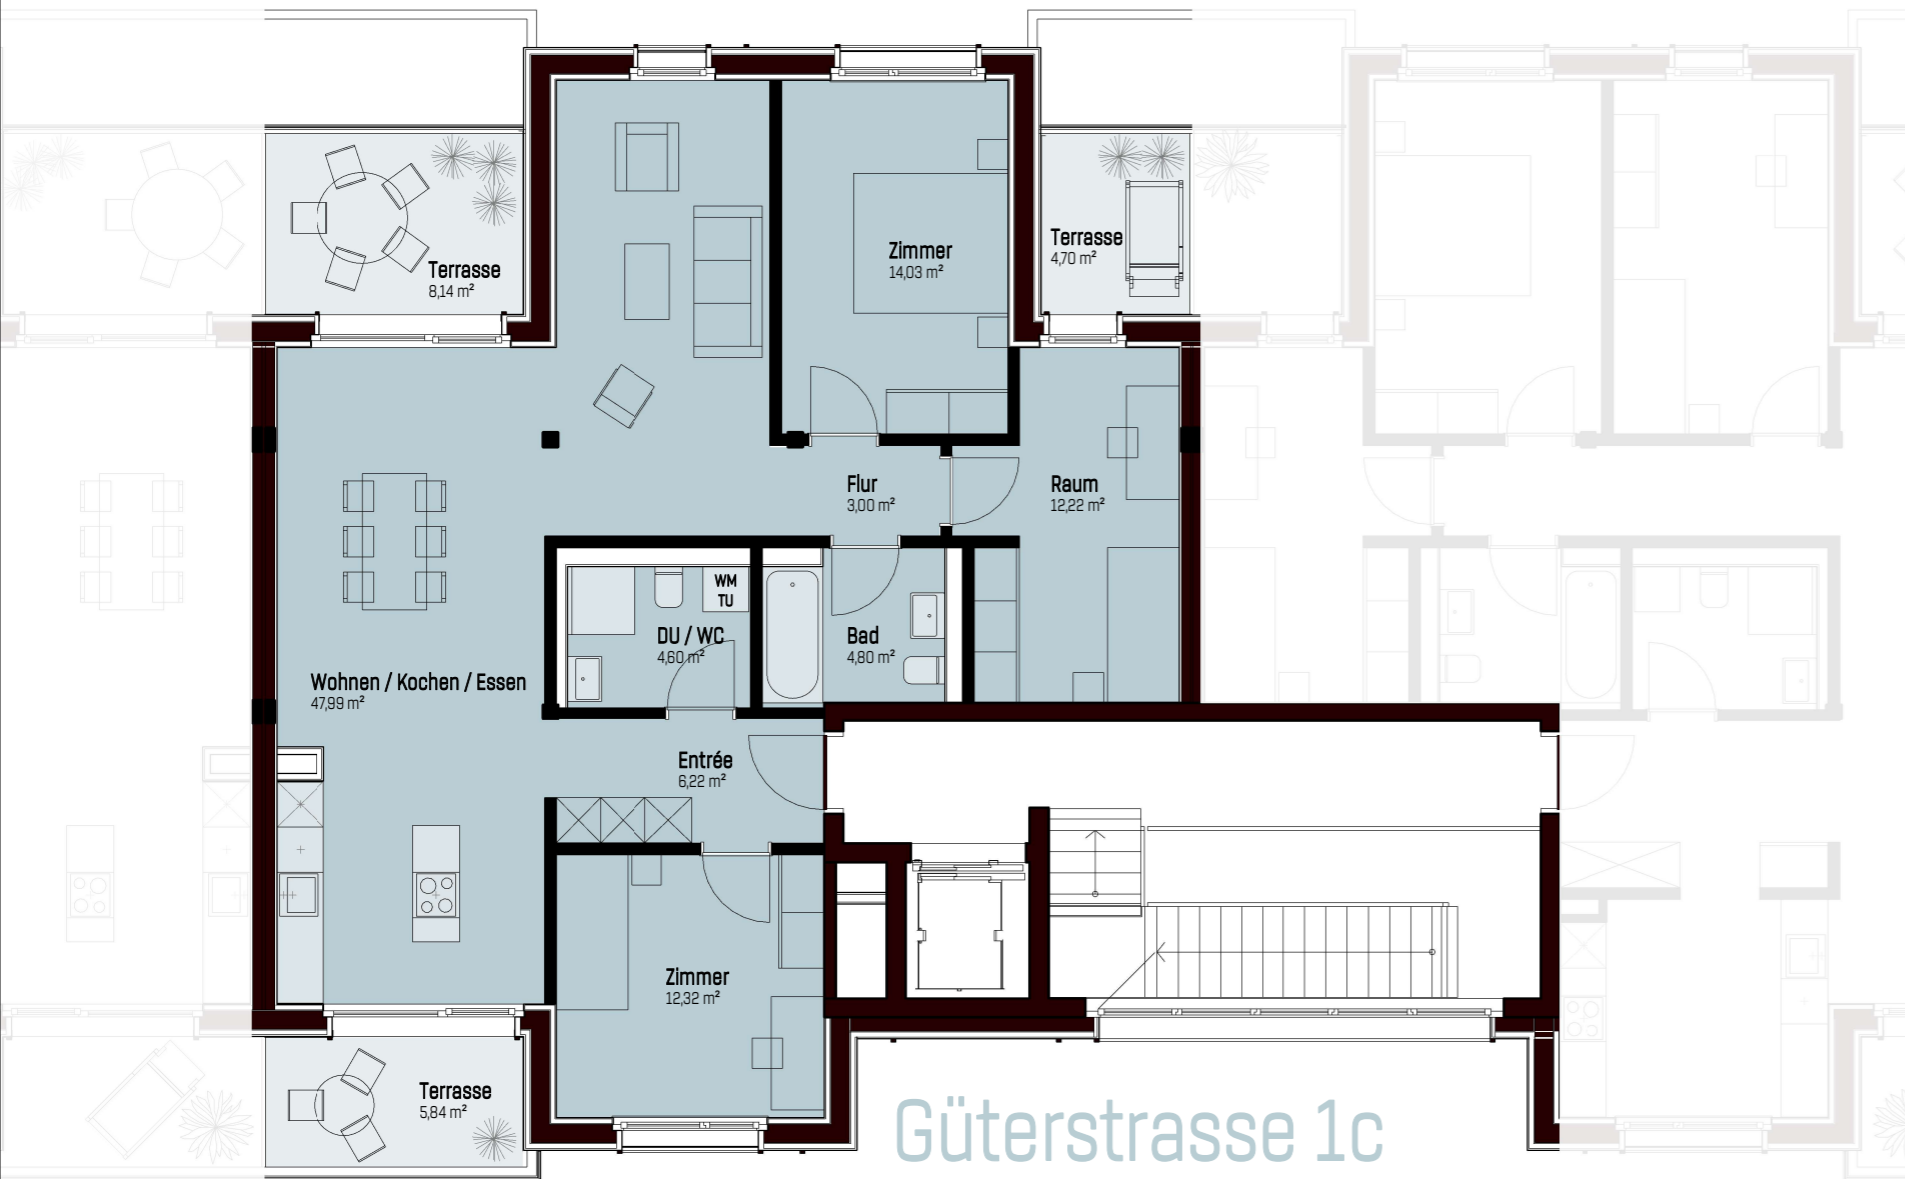 Terrasse
8,14 m²
Zimmer
14,03 m²
Terrasse
4,70 m²
Flur
3,00 m²
Raum
12,22 m²
WM
TU
DU / WC
4,60 m²
Bad
4,80 m²
Wohnen / Kochen / Essen
47,99 m²
Entrée
6,22 m²
Zimmer
12,32 m²
Terrasse
5,84 m²
Güterstrasse 1c